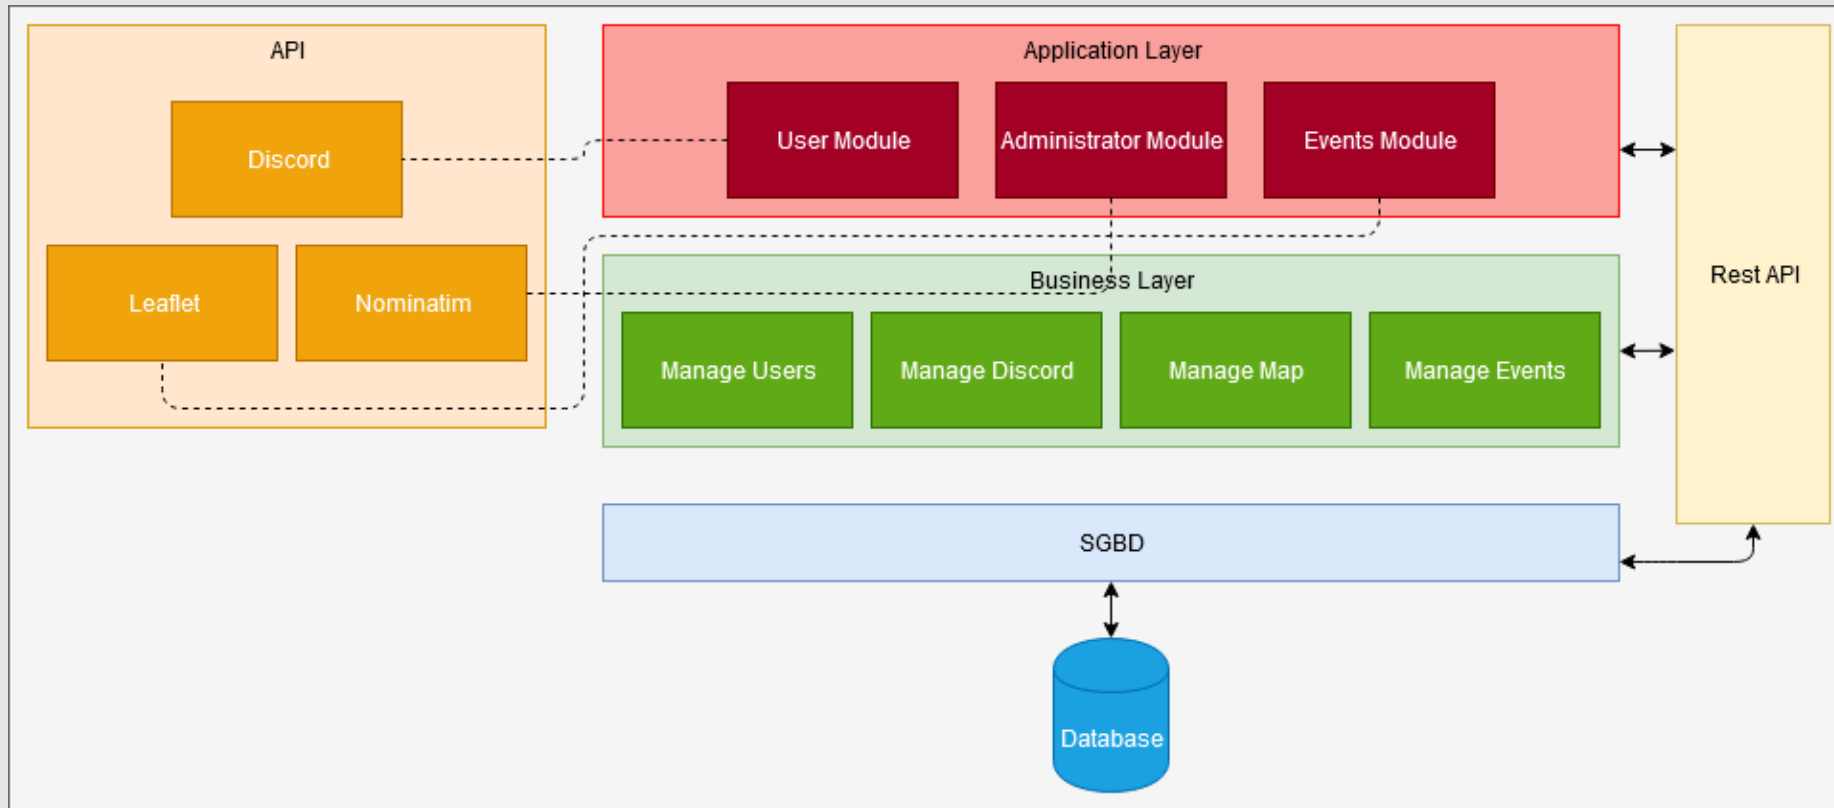 API
Discord
Leaflet
Nominatim
Application Layer
User Module
Administrator Module
Events Module
Business Layer
Manage Users
Manage Discord
Manage Map
Manage Events
Rest API
SGBD
Database